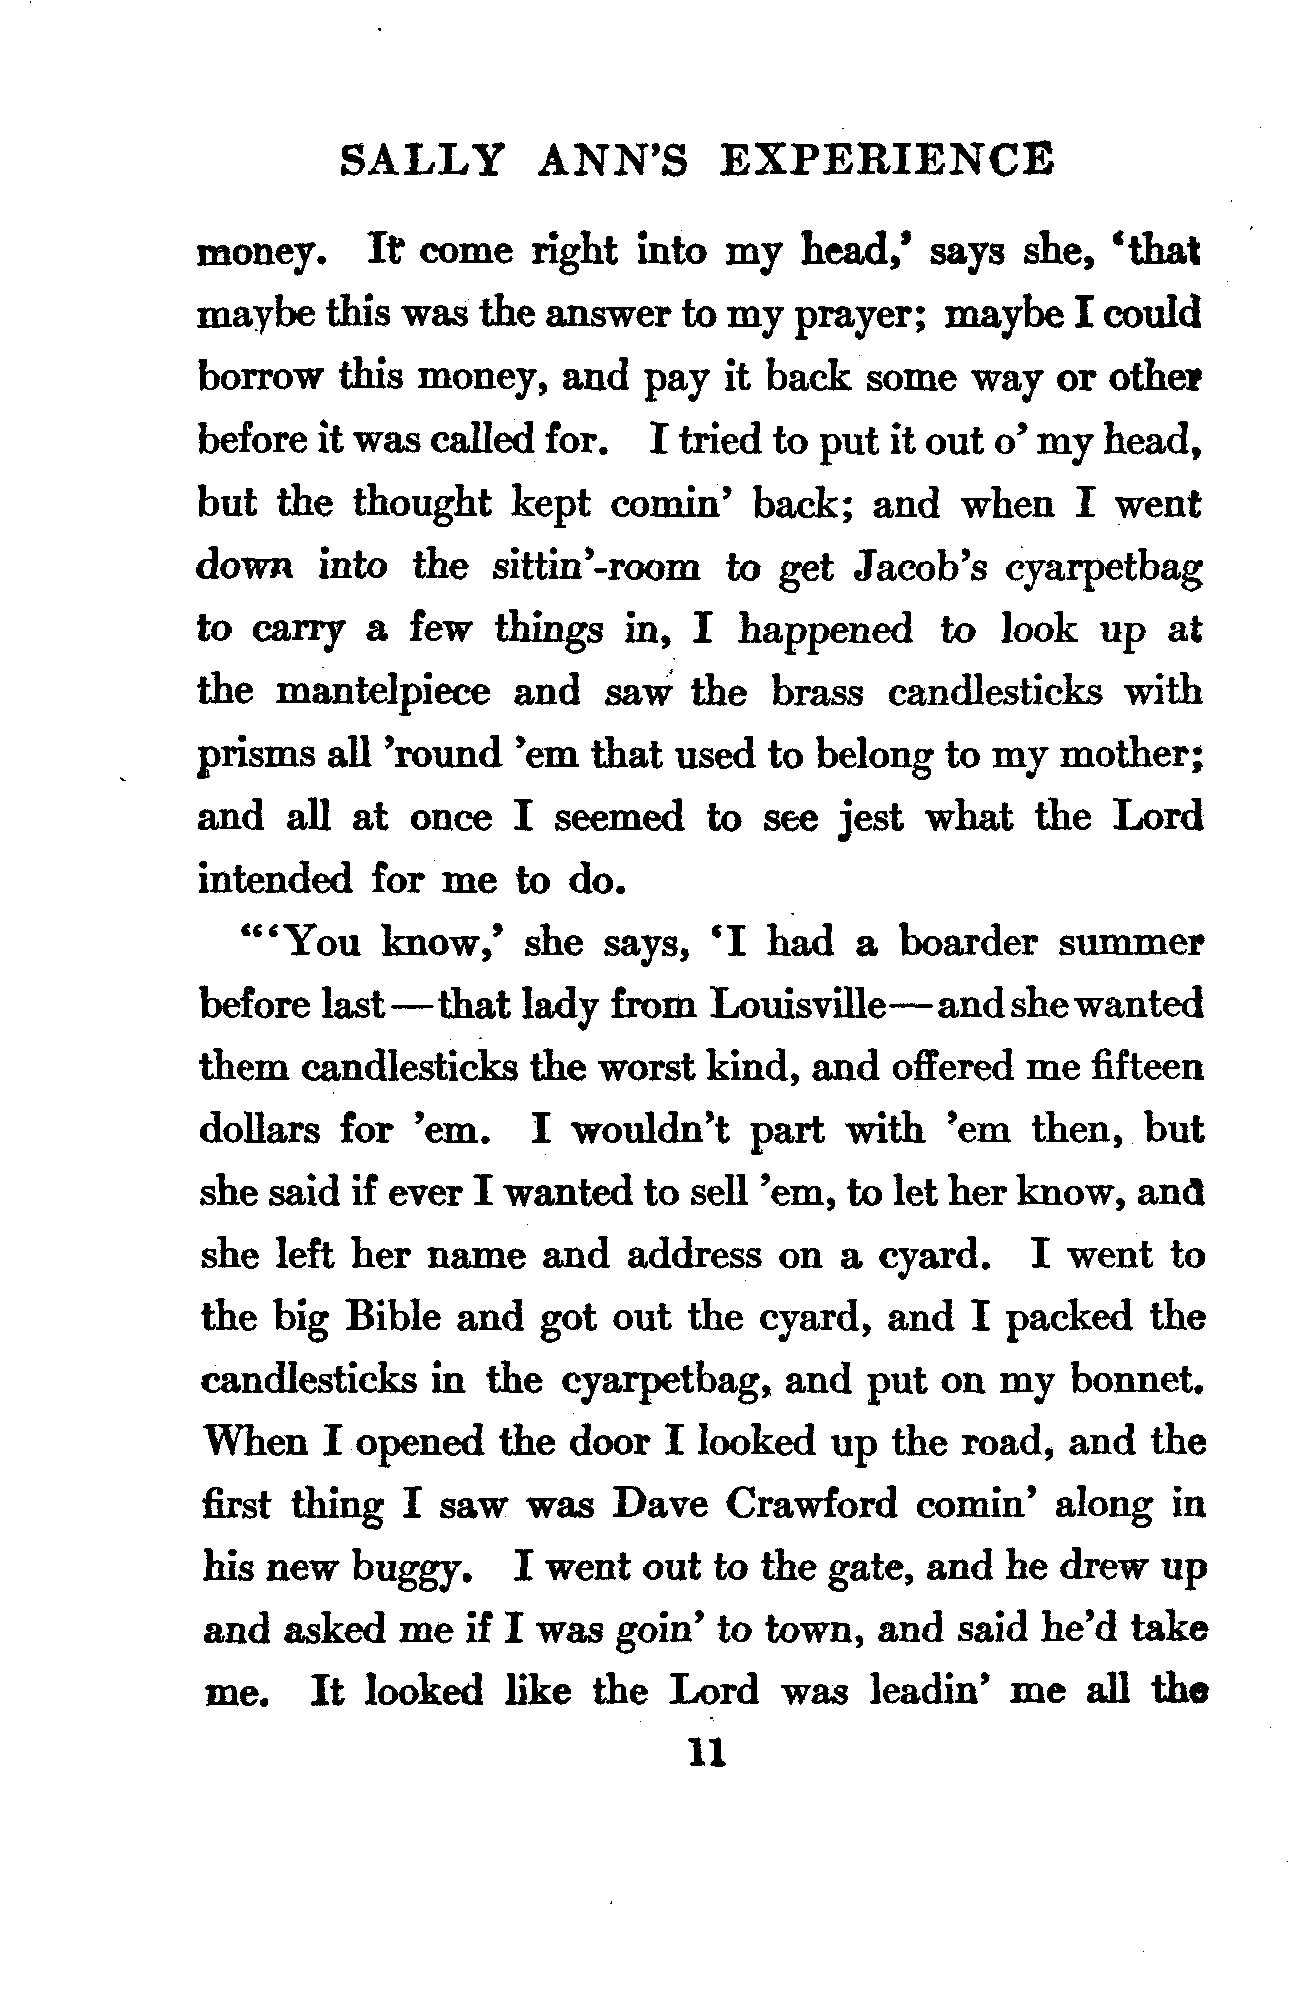 SALLY ANN'S EXPERIENCE
money. It come right into my head,' says she, 'that
maybe this was the answer to my prayer; maybe I could
borrow this money, and pay it back some way or other
before it was called for. I tried to put it out o' my head,
but the thought kept comin' back; and when I went
down into the sittin'-room to get Jacob's cyarpetbag
to carry a few things in, I happened to look up at
the mantelpiece and saw the brass candlesticks with
prisms all 'round 'em that used to belong to my mother;
and all at once I seemed to see jest what the Lord
intended for me to do.
"'You know,' she says, 'I had a boarder summer
before last—that lady from Louisville—and she wanted
them candlesticks the worst kind, and offered me fifteen
dollars for 'em. I wouldn't part with 'em then, but
she said if ever I wanted to sell 'em, to let her know, and
she left her name and address on a cyard. I went to
the big Bible and got out the cyard, and I packed the
candlesticks in the cyarpetbag, and put on my bonnet.
When I opened the door I looked up the road, and the
first thing I saw was Dave Crawford comin' along in
his new buggy. I went out to the gate, and he drew up
and asked me if I was goin' to town, and said he'd take
me. It looked like the Lord was leadin' me all the
11